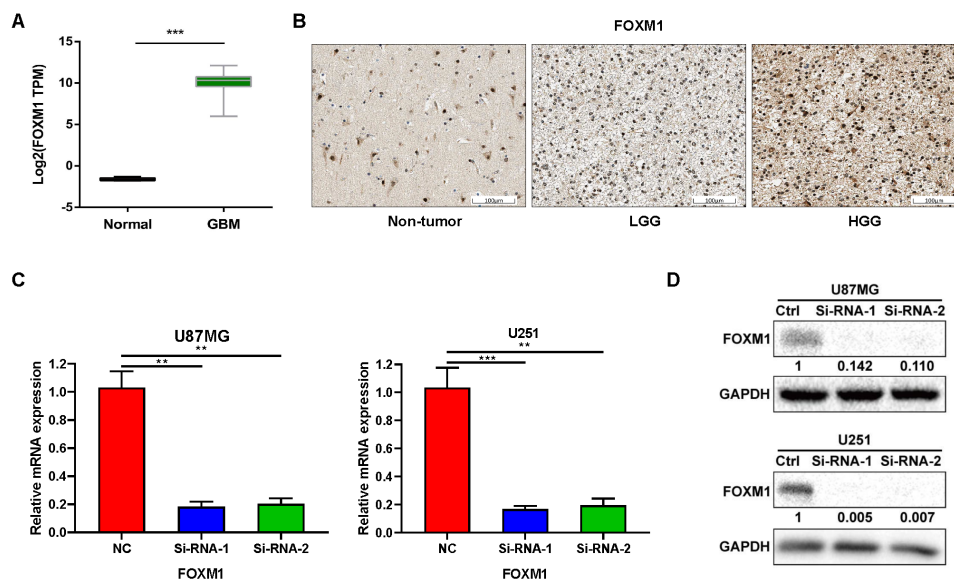 A
***
Log2(FOXM1 TPM)
15
10
5
-0
-5
Normal
GBM
B
FOXM1
100μm
100μm
100μm
Non-tumor
LGG
HGG
C
U87MG
**
**
Relative mRNA expression
1.2
1.0
0.8
0.6
0.4
0.2
0.0
NC
Si-RNA-1
Si-RNA-2
FOXM1
U251
**
***
Relative mRNA expression
1.2
1.0
0.8
0.6
0.4
0.2
0.0
NC
Si-RNA-1
Si-RNA-2
FOXM1
D
U87MG
Ctrl Si-RNA-1 Si-RNA-2
FOXM1
1 0.142 0.110
GAPDH
U251
Ctrl Si-RNA-1 Si-RNA-2
FOXM1
1 0.005 0.007
GAPDH